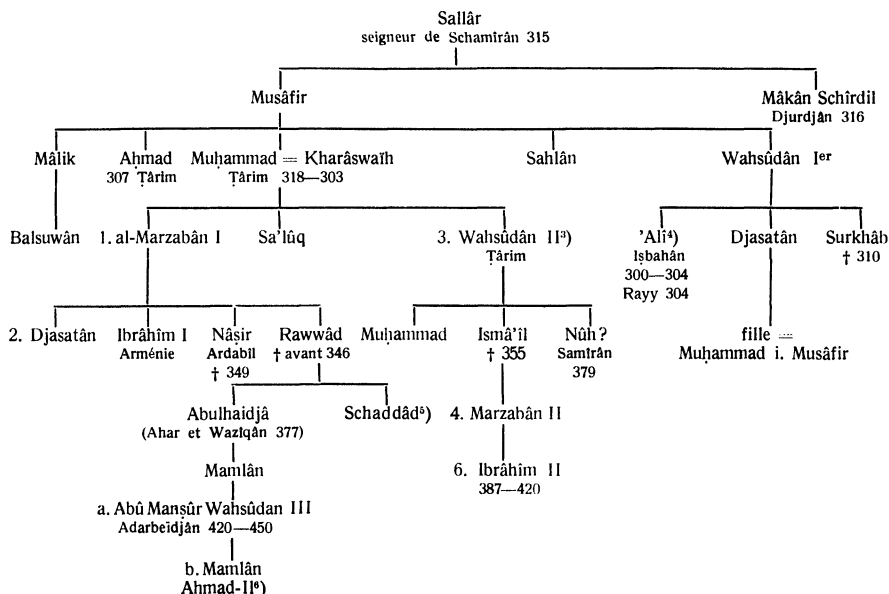 Sallâr
seigneur de Schamîrân 315
Musâfir
Mâkân Schîrdil
Djurdjân 316
Mâlik
Aḥmad
307 Ṭârim
Muḥammad = Kharâswaïh
Ṭârim 318—303
Sahlân
Wahsûdân Iᵉʳ
Balsuwân
1. al-Marzabân I
Sa'lûq
3. Wahsûdân II³)
Ṭârim
'Alî⁴)
Iṣbahân
300—304
Rayy 304
Djasatân
Surkhâb
† 310
2. Djasatân
Ibrâhîm I
Arménie
Nâṣir
Ardabîl
† 349
Rawwâd
† avant 346
Muḥammad
Ismâ'îl
† 355
Nûḥ?
Samîrân
379
fille =
Muḥammad i. Musâfir
Abulhaidjâ
(Ahar et Wazîqân 377)
Schaddâd⁵)
4. Marzabân II
Mamlân
6. Ibrâhîm II
387—420
a. Abû Manṣûr Wahsûdan III
Adarbeïdjân 420—450
b. Mamlân
Aḥmad-Il⁶)